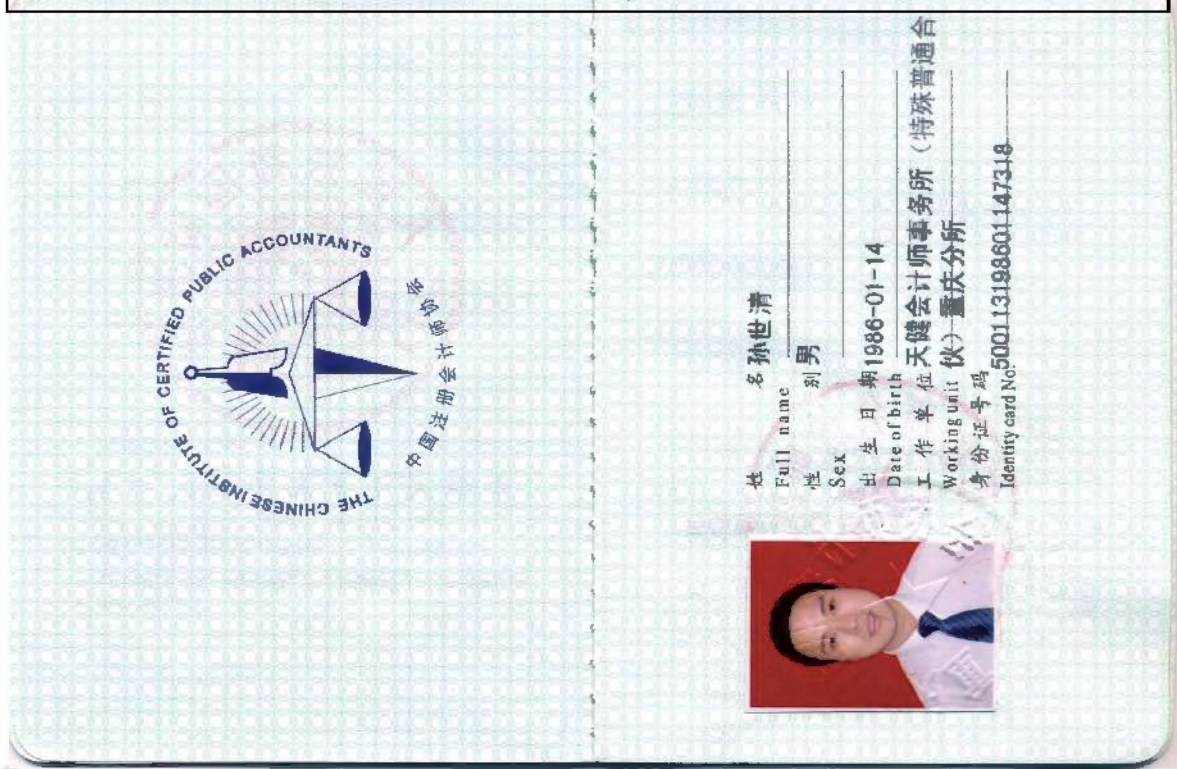 THE CHINESE INSTITUTE OF CERTIFIED PUBLIC ACCOUNTANTS
中国注册会计师协会
姓 名 孙世清
Full name
性 别 男
Sex
出 生 日 期 1986-01-14
Date of birth
工 作 单 位 天健会计师事务所（特殊普通合
Working unit 伙）重庆分所
身 份 证 号 码
Identity card No. 500113198601147318